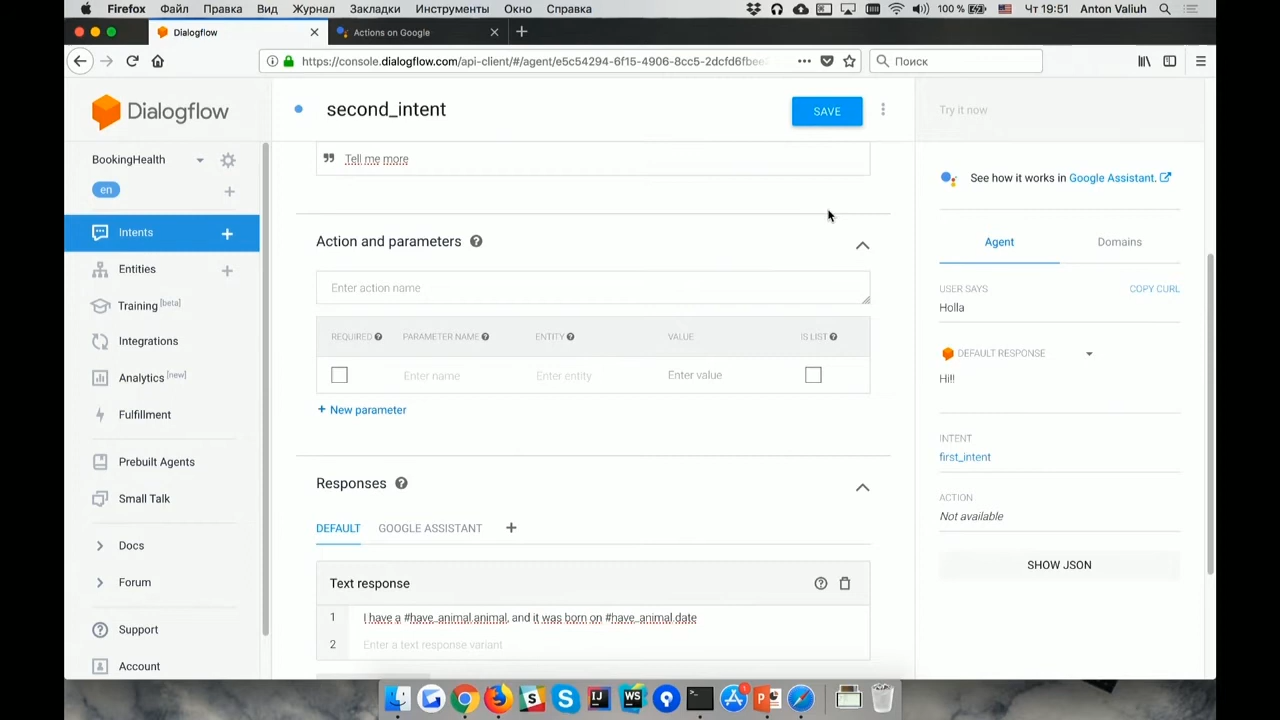 Firefox Файл Правка Вид Журнал Закладки Инструменты Окно Справка 100 % Чт 19:51 Anton Valiuh
Dialogflow Actions on Google
https://console.dialogflow.com/api-client/#/agent/e5c54294-6f15-4906-8cc5-2dcfd6fbee Поиск
Dialogflow
second_intent
SAVE
Try it now
BookingHealth
en
Intents
Entities
Training [beta]
Integrations
Analytics [new]
Fulfillment
Prebuilt Agents
Small Talk
Docs
Forum
Support
Account
Tell me more
Action and parameters
Enter action name
REQUIRED PARAMETER NAME ENTITY VALUE IS LIST
Enter name Enter entity Enter value
+ New parameter
Responses
DEFAULT GOOGLE ASSISTANT
Text response
1 I have a #have_animal.animal, and it was born on #have_animal.date
2 Enter a text response variant
See how it works in Google Assistant.
Agent Domains
USER SAYS COPY CURL
Holla
DEFAULT RESPONSE
Hi!!
INTENT
first_intent
ACTION
Not available
SHOW JSON